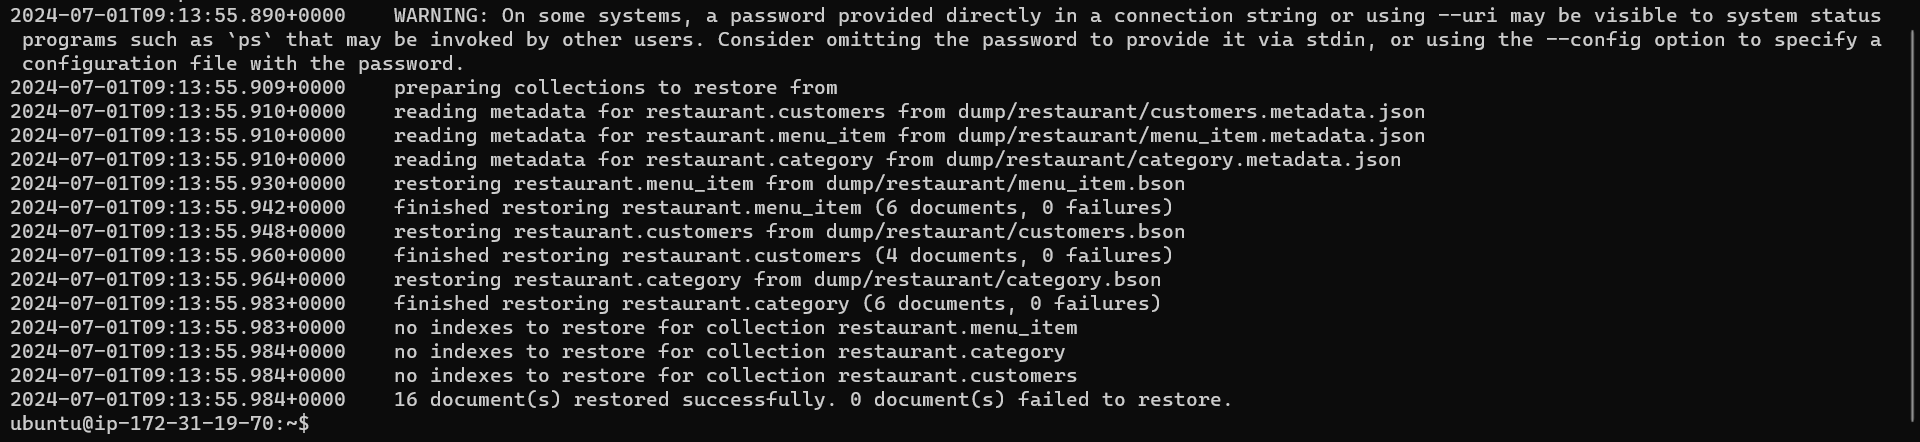 2024-07-01T09:13:55.890+0000    WARNING: On some systems, a password provided directly in a connection string or using --uri may be visible to system status
 programs such as `ps` that may be invoked by other users. Consider omitting the password to provide it via stdin, or using the --config option to specify a
 configuration file with the password.
2024-07-01T09:13:55.909+0000    preparing collections to restore from
2024-07-01T09:13:55.910+0000    reading metadata for restaurant.customers from dump/restaurant/customers.metadata.json
2024-07-01T09:13:55.910+0000    reading metadata for restaurant.menu_item from dump/restaurant/menu_item.metadata.json
2024-07-01T09:13:55.910+0000    reading metadata for restaurant.category from dump/restaurant/category.metadata.json
2024-07-01T09:13:55.930+0000    restoring restaurant.menu_item from dump/restaurant/menu_item.bson
2024-07-01T09:13:55.942+0000    finished restoring restaurant.menu_item (6 documents, 0 failures)
2024-07-01T09:13:55.948+0000    restoring restaurant.customers from dump/restaurant/customers.bson
2024-07-01T09:13:55.960+0000    finished restoring restaurant.customers (4 documents, 0 failures)
2024-07-01T09:13:55.964+0000    restoring restaurant.category from dump/restaurant/category.bson
2024-07-01T09:13:55.983+0000    finished restoring restaurant.category (6 documents, 0 failures)
2024-07-01T09:13:55.983+0000    no indexes to restore for collection restaurant.menu_item
2024-07-01T09:13:55.984+0000    no indexes to restore for collection restaurant.category
2024-07-01T09:13:55.984+0000    no indexes to restore for collection restaurant.customers
2024-07-01T09:13:55.984+0000    16 document(s) restored successfully. 0 document(s) failed to restore.
ubuntu@ip-172-31-19-70:~$